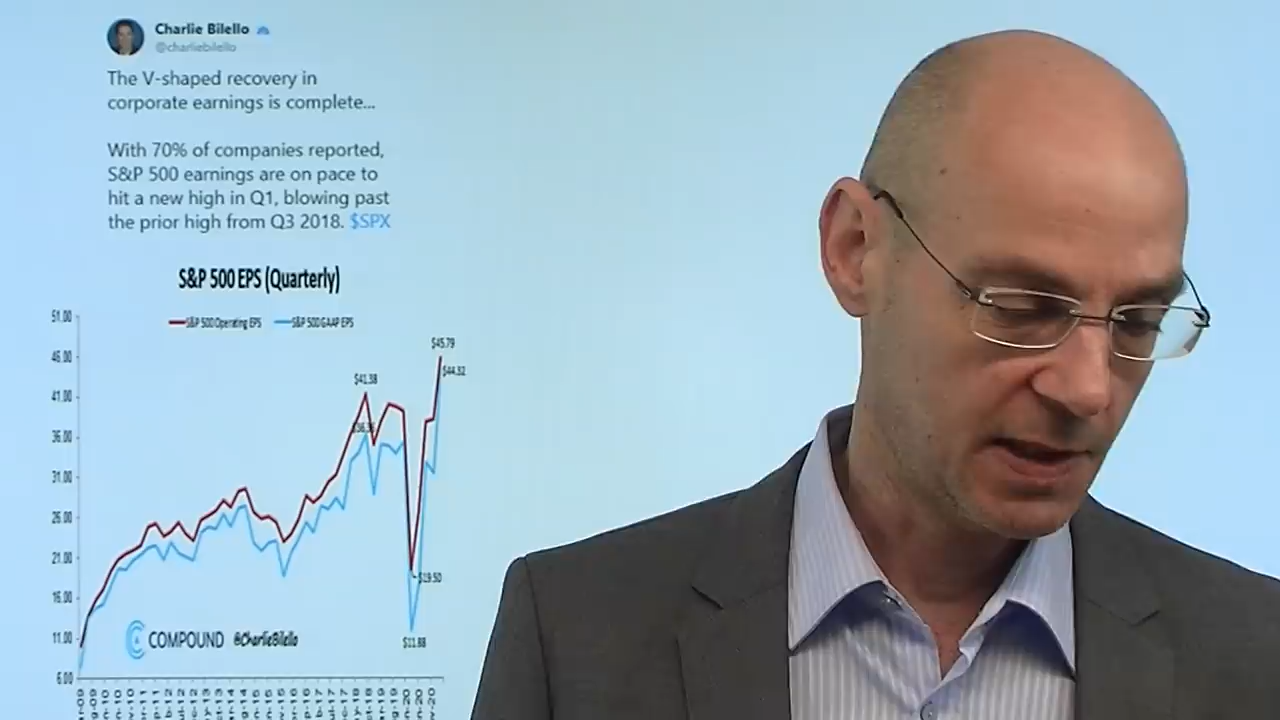 Charlie Bilello
@charliebilello
The V-shaped recovery in
corporate earnings is complete...
With 70% of companies reported,
S&P 500 earnings are on pace to
hit a new high in Q1, blowing past
the prior high from Q3 2018. $SPX
S&P 500 EPS (Quarterly)
S&P 500 Operating EPS
S&P 500 GAAP EPS
51.00
$45.79
46.00
$44.32
$41.38
41.00
36.00
31.00
26.00
21.00
$19.50
16.00
11.00
COMPOUND @CharlieBilello
$11.88
6.00